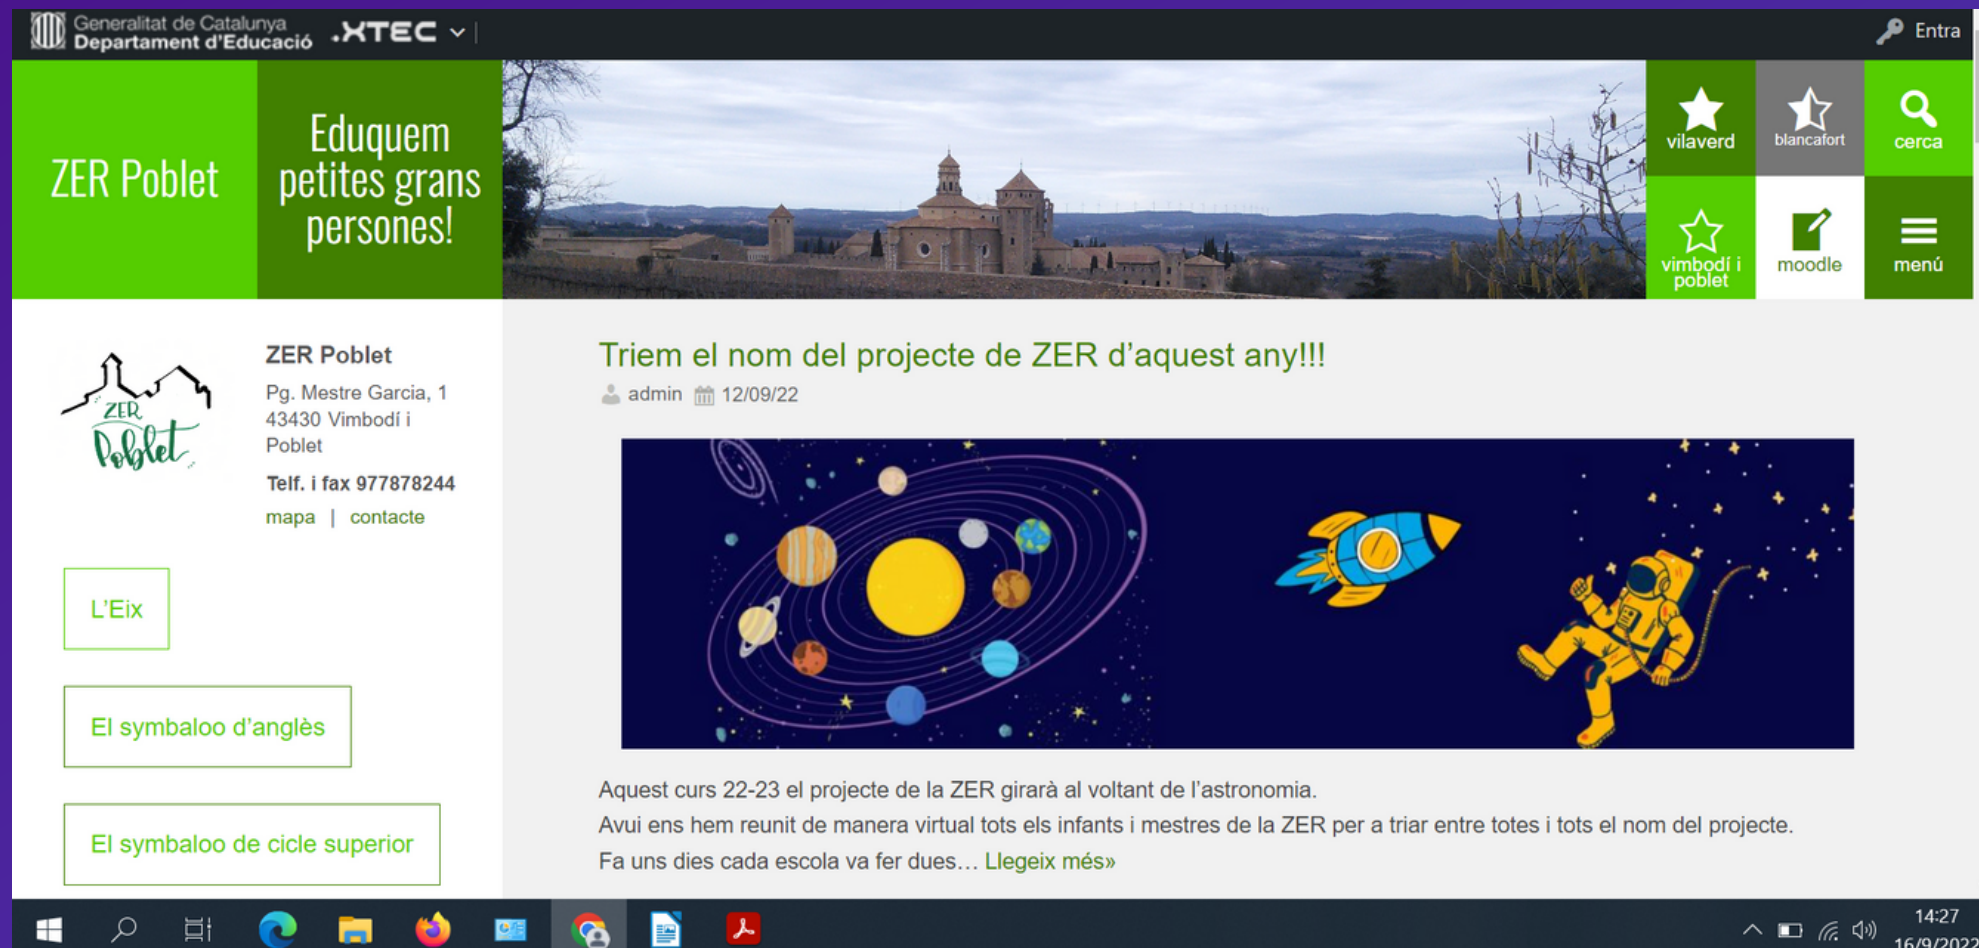 Generalitat de Catalunya
Departament d'Educació
.XTEC
Entra
ZER Poblet
Eduquem
petites grans
persones!
vilaverd
blancafort
cerca
vimbodí i
poblet
moodle
menú
ZER
Poblet
ZER Poblet
Pg. Mestre Garcia, 1
43430 Vimbodí i
Poblet
Telf. i fax 977878244
mapa | contacte
L'Eix
El symbaloo d'anglès
El symbaloo de cicle superior
Triem el nom del projecte de ZER d'aquest any!!!
admin 12/09/22
Aquest curs 22-23 el projecte de la ZER girarà al voltant de l'astronomia.
Avui ens hem reunit de manera virtual tots els infants i mestres de la ZER per a triar entre totes i tots el nom del projecte.
Fa uns dies cada escola va fer dues… Llegeix més»
14:27
16/9/2022